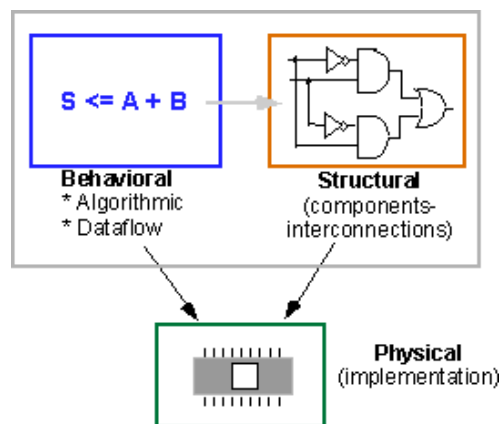 S <= A + B
Behavioral
* Algorithmic
* Dataflow
Structural
(components-
interconnections)
Physical
(implementation)